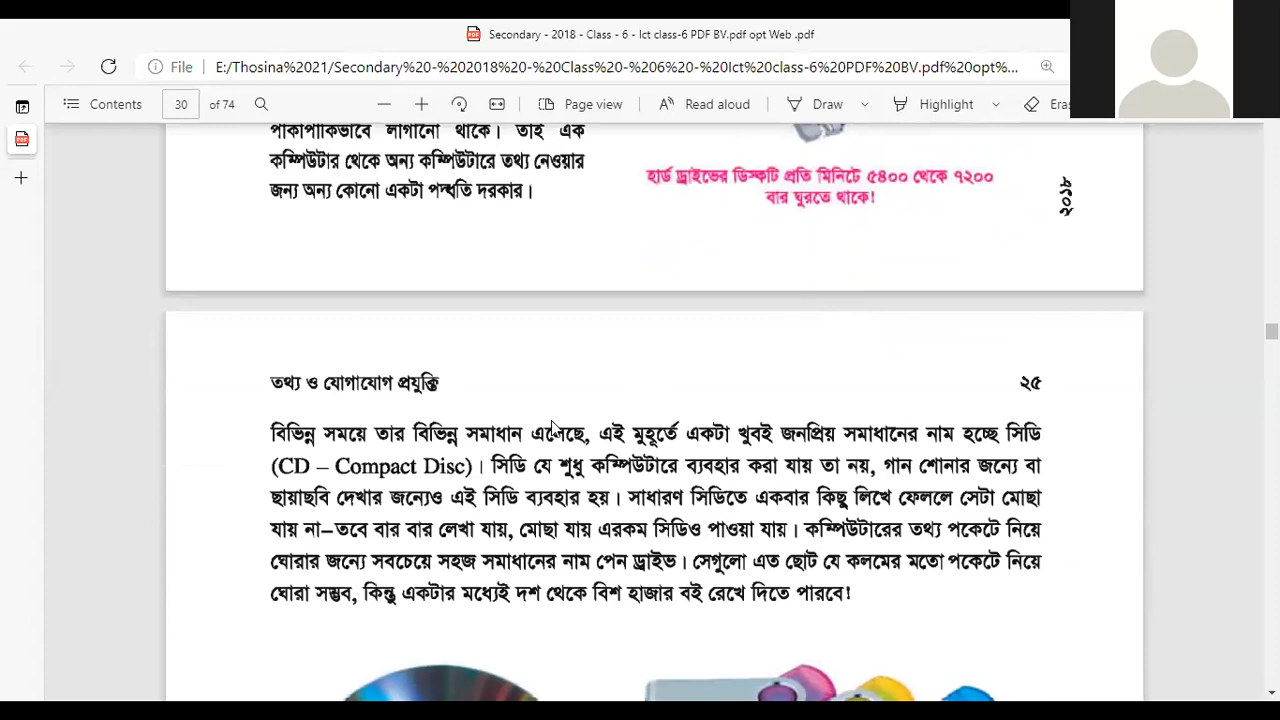 Secondary - 2018 - Class - 6 - Ict class-6 PDF BV.pdf opt Web .pdf
File E:/Thosina%2021/Secondary%20-%202018%20-%20Class%20-%206%20-%20Ict%20class-6%20PDF%20BV.pdf%20opt%...
Contents 30 of 74 Page view Read aloud Draw Highlight Eras
পাকাপাকিভাবে লাগানো থাকে। তাই এক
কম্পিউটার থেকে অন্য কম্পিউটারে তথ্য নেওয়ার
জন্য অন্য কোনো একটা পদ্ধতি দরকার।
হার্ড ড্রাইভের ডিস্কটি প্রতি মিনিটে ৫৪০০ থেকে ৭২০০
বার ঘুরতে থাকে!
২০১৮
তথ্য ও যোগাযোগ প্রযুক্তি ২৫
বিভিন্ন সময়ে তার বিভিন্ন সমাধান এসেছে, এই মুহূর্তে একটা খুবই জনপ্রিয় সমাধানের নাম হচ্ছে সিডি
(CD – Compact Disc)। সিডি যে শুধু কম্পিউটারে ব্যবহার করা যায় তা নয়, গান শোনার জন্যে বা
ছায়াছবি দেখার জন্যেও এই সিডি ব্যবহার হয়। সাধারণ সিডিতে একবার কিছু লিখে ফেললে সেটা মোছা
যায় না–তবে বার বার লেখা যায়, মোছা যায় এরকম সিডিও পাওয়া যায়। কম্পিউটারের তথ্য পকেটে নিয়ে
ঘোরার জন্যে সবচেয়ে সহজ সমাধানের নাম পেন ড্রাইভ। সেগুলো এত ছোট যে কলমের মতো পকেটে নিয়ে
ঘোরা সম্ভব, কিন্তু একটার মধ্যেই দশ থেকে বিশ হাজার বই রেখে দিতে পারবে!